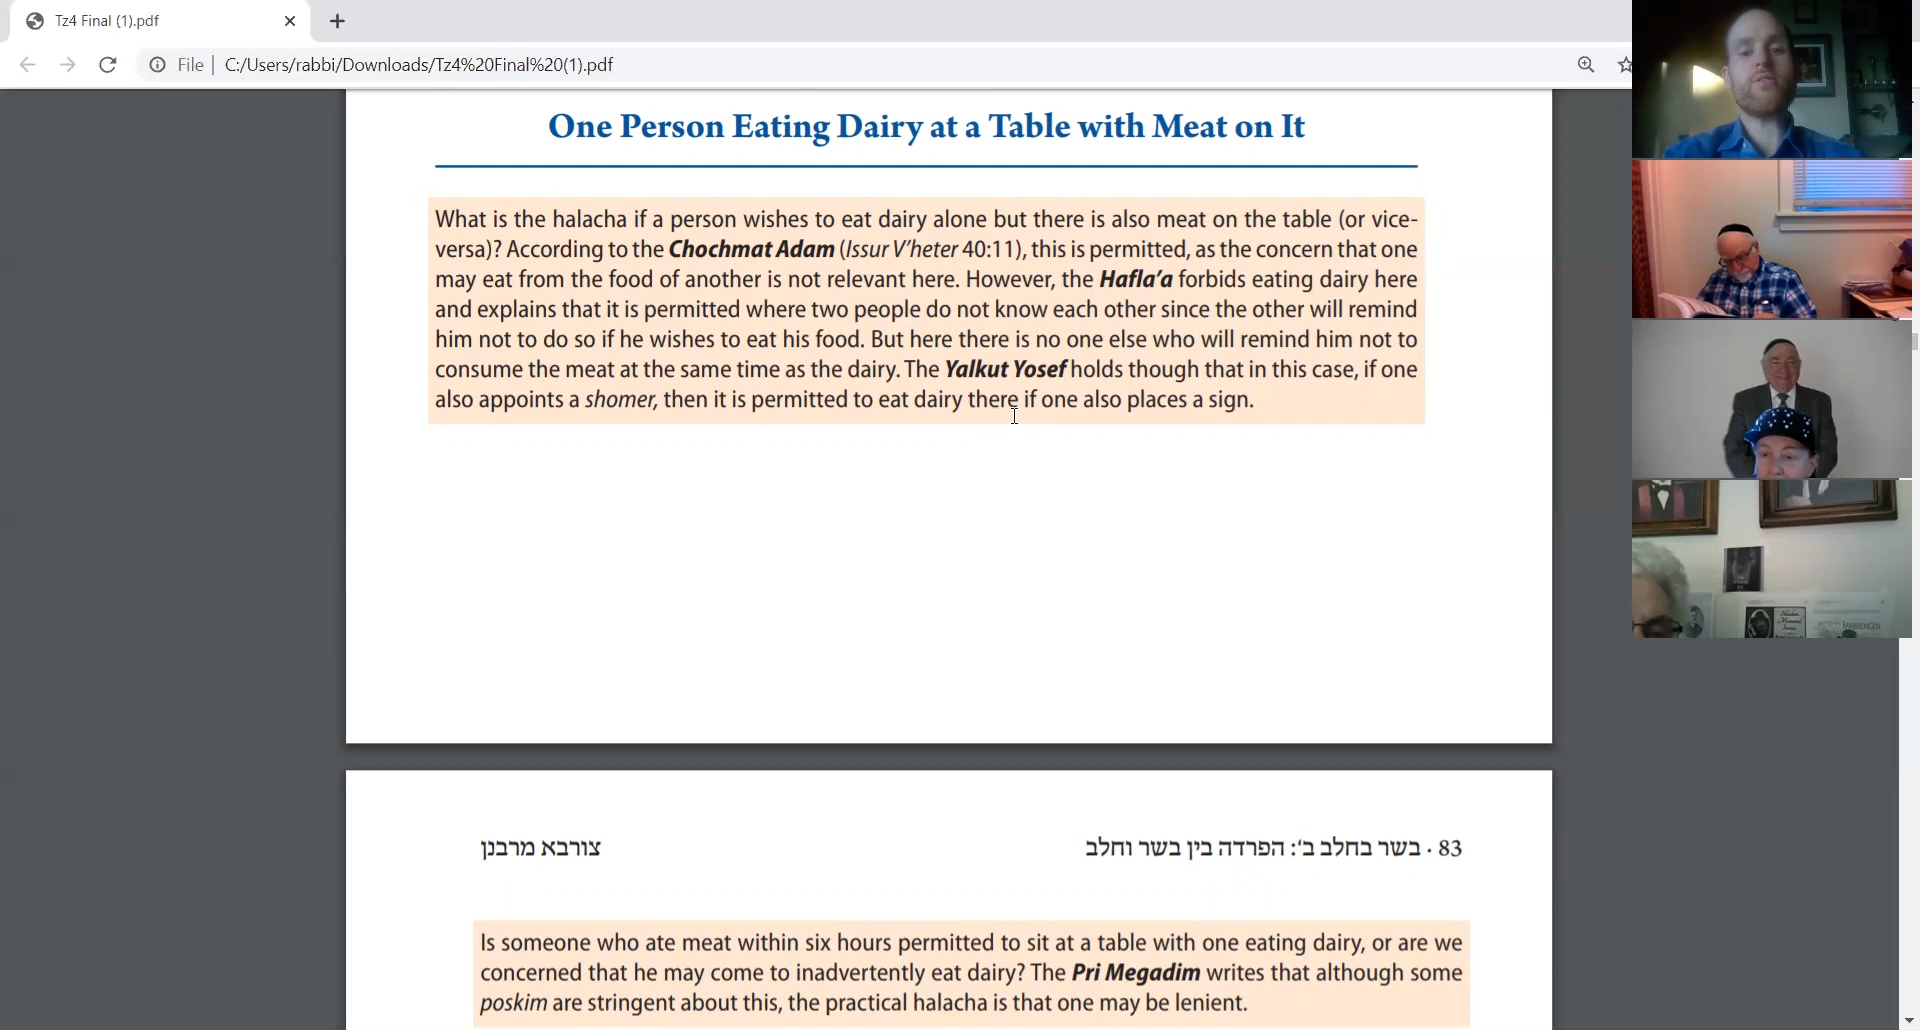 Tz4 Final (1).pdf
File | C:/Users/rabbi/Downloads/Tz4%20Final%20(1).pdf
One Person Eating Dairy at a Table with Meat on It
What is the halacha if a person wishes to eat dairy alone but there is also meat on the table (or vice-
versa)? According to the Chochmat Adam (Issur V'heter 40:11), this is permitted, as the concern that one
may eat from the food of another is not relevant here. However, the Hafla'a forbids eating dairy here
and explains that it is permitted where two people do not know each other since the other will remind
him not to do so if he wishes to eat his food. But here there is no one else who will remind him not to
consume the meat at the same time as the dairy. The Yalkut Yosef holds though that in this case, if one
also appoints a shomer, then it is permitted to eat dairy there if one also places a sign.
83 · בשר בחלב ב': הפרדה בין בשר וחלב
צורבא מרבנן
Is someone who ate meat within six hours permitted to sit at a table with one eating dairy, or are we
concerned that he may come to inadvertently eat dairy? The Pri Megadim writes that although some
poskim are stringent about this, the practical halacha is that one may be lenient.